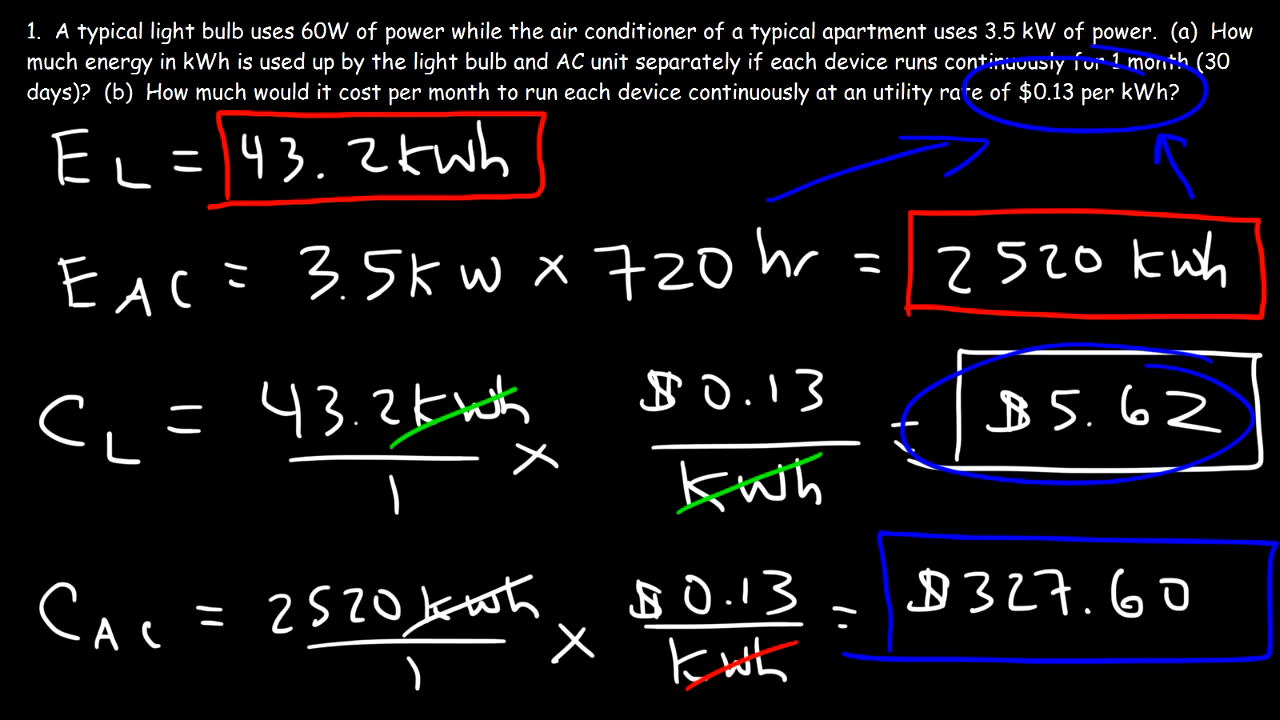 1. A typical light bulb uses 60W of power while the air conditioner of a typical apartment uses 3.5 kW of power. (a) How
much energy in kWh is used up by the light bulb and AC unit separately if each device runs continuously for 1 month (30
days)? (b) How much would it cost per month to run each device continuously at an utility rate of $0.13 per kWh?
EL = 43.2kWh
EAC = 3.5kW × 720 hr = 2520 kWh
CL = 43.2kWh/1 × $0.13/kWh = $5.62
CAC = 2520 kWh/1 × $0.13/kWh = $327.60